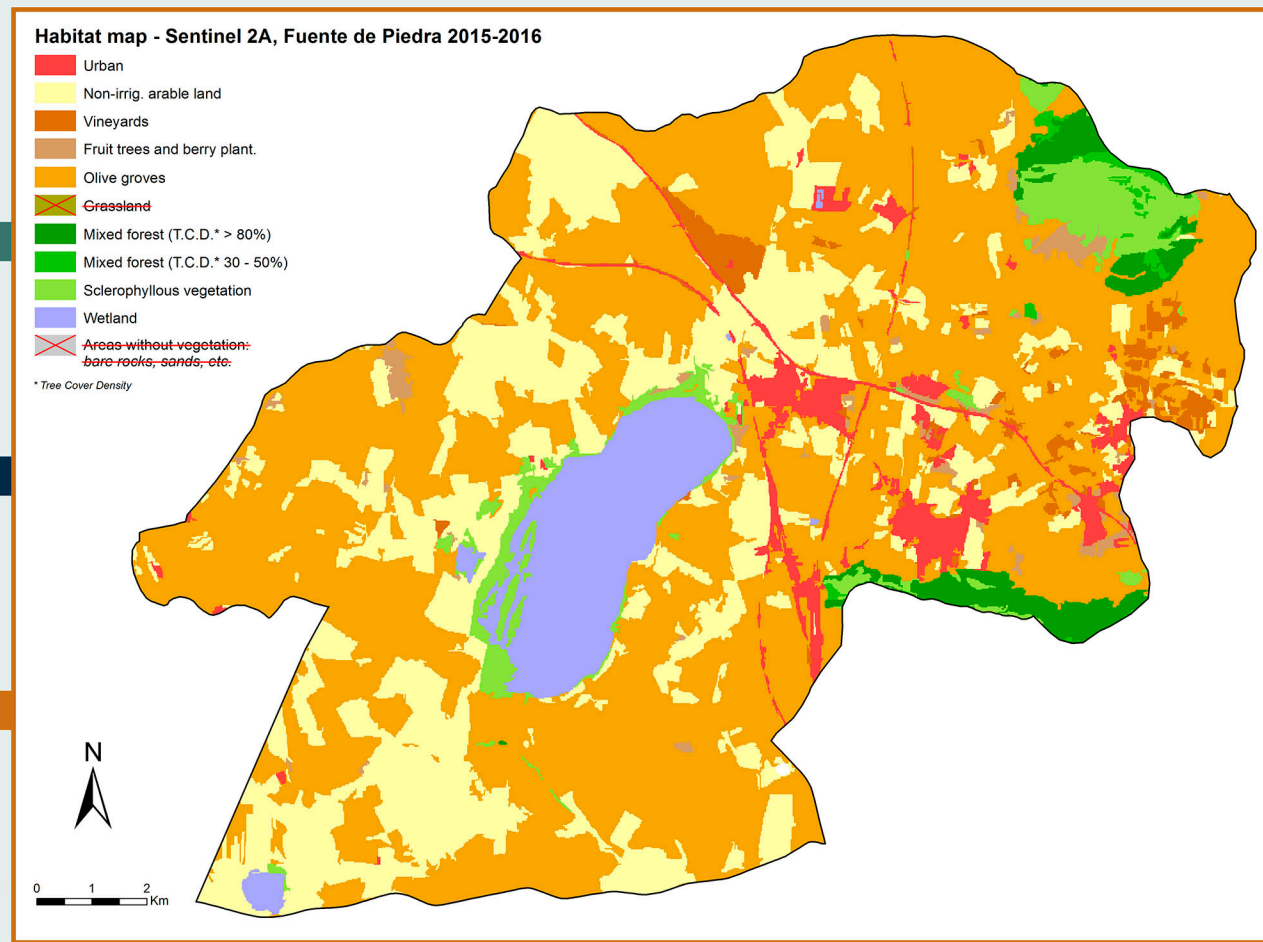 Habitat map - Sentinel 2A, Fuente de Piedra 2015-2016
Urban
Non-irrig. arable land
Vineyards
Fruit trees and berry plant.
Olive groves
Grassland
Mixed forest (T.C.D.* > 80%)
Mixed forest (T.C.D.* 30 - 50%)
Sclerophyllous vegetation
Wetland
Areas without vegetation:
bare rocks, sands, etc.
* Tree Cover Density
N
0 1 2
Km